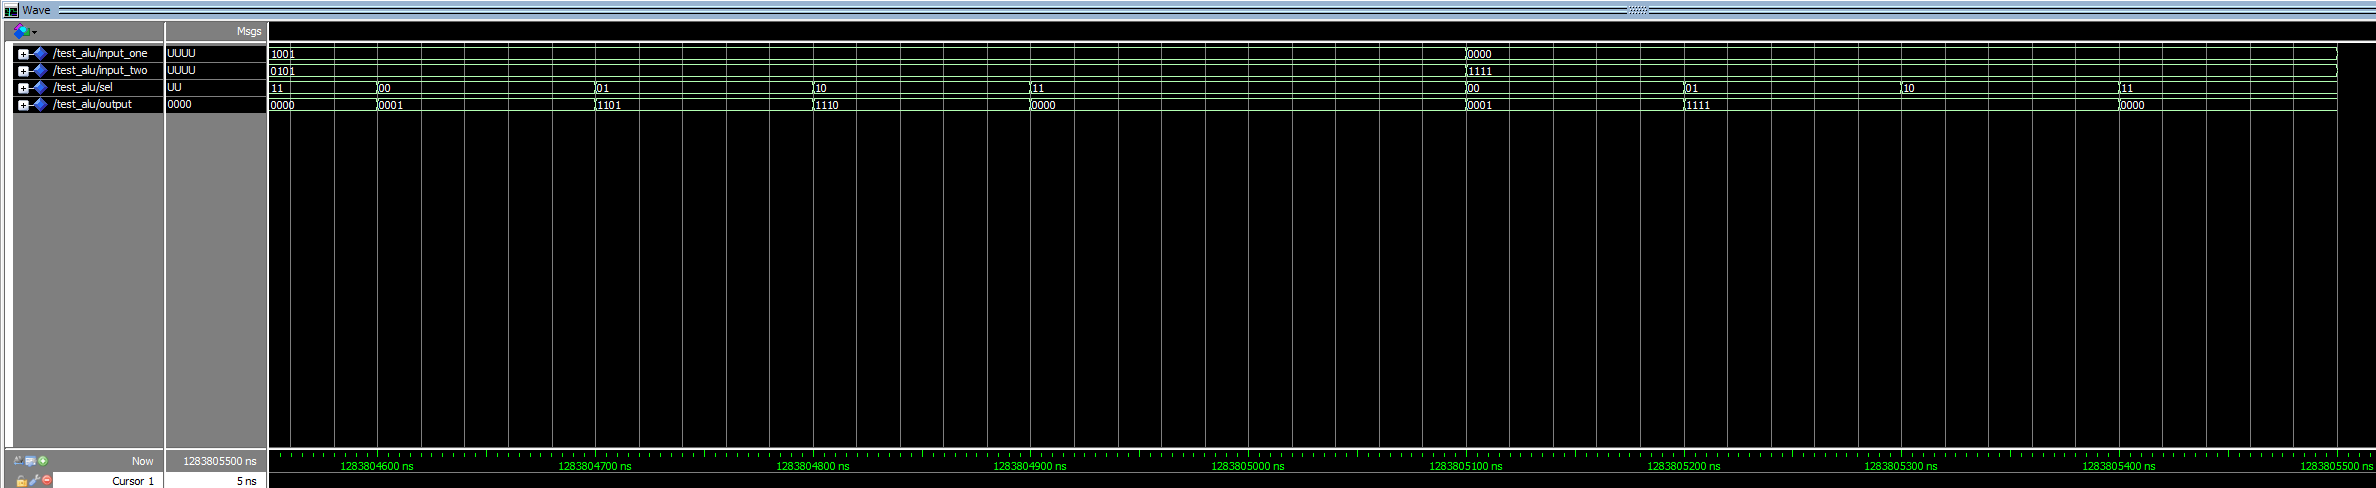 Wave
Msgs
/test_alu/input_one UUUU 1001 0000
/test_alu/input_two UUUU 0101 1111
/test_alu/sel UU 11 00 01 10 11 00 01 10 11
/test_alu/output 0000 0000 0001 1101 1110 0000 0001 1111 0000
Now 1283805500 ns 1283804600 ns 1283804700 ns 1283804800 ns 1283804900 ns 1283805000 ns 1283805100 ns 1283805200 ns 1283805300 ns 1283805400 ns 1283805500 ns
Cursor 1 5 ns